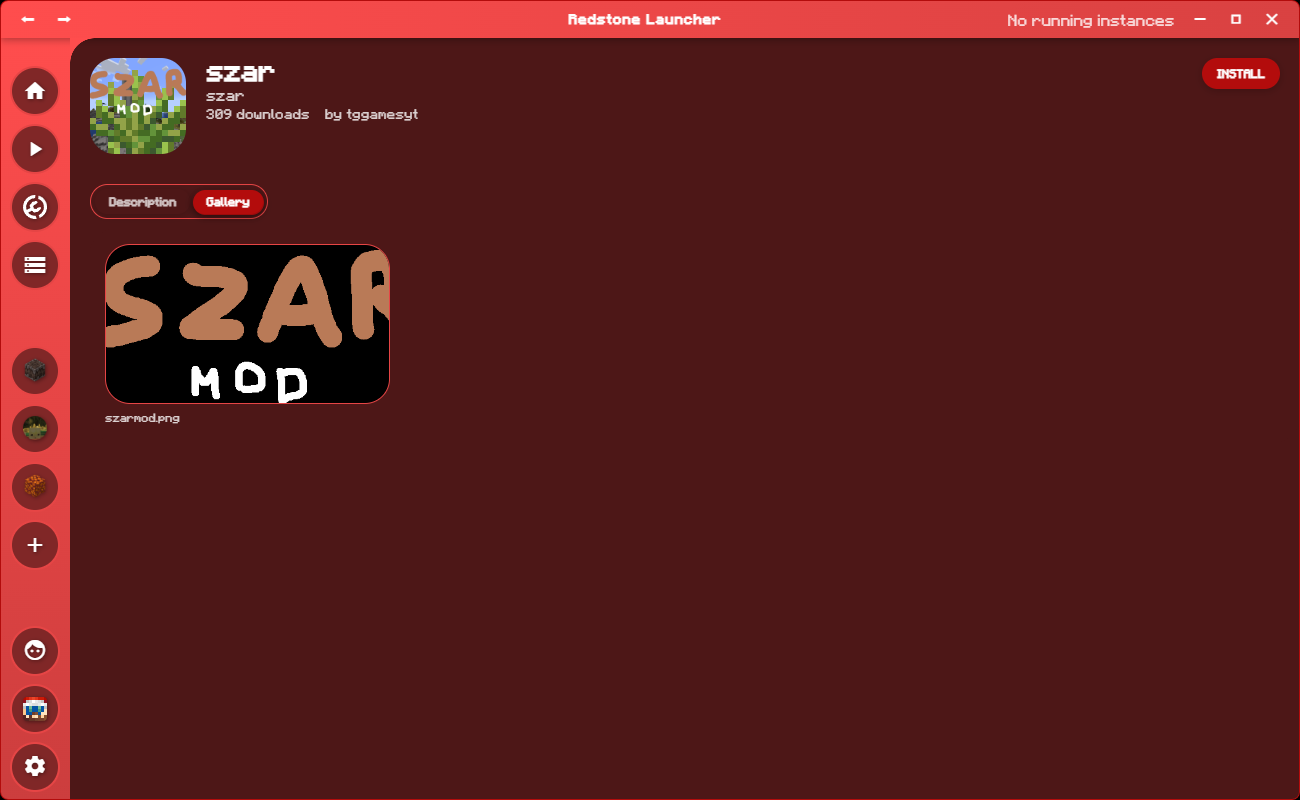 Redstone Launcher
No running instances
SZAR
MOD
szar
szar
309 downloads by tggamesyt
INSTALL
Description Gallery
SZAR
MOD
szarmod.png